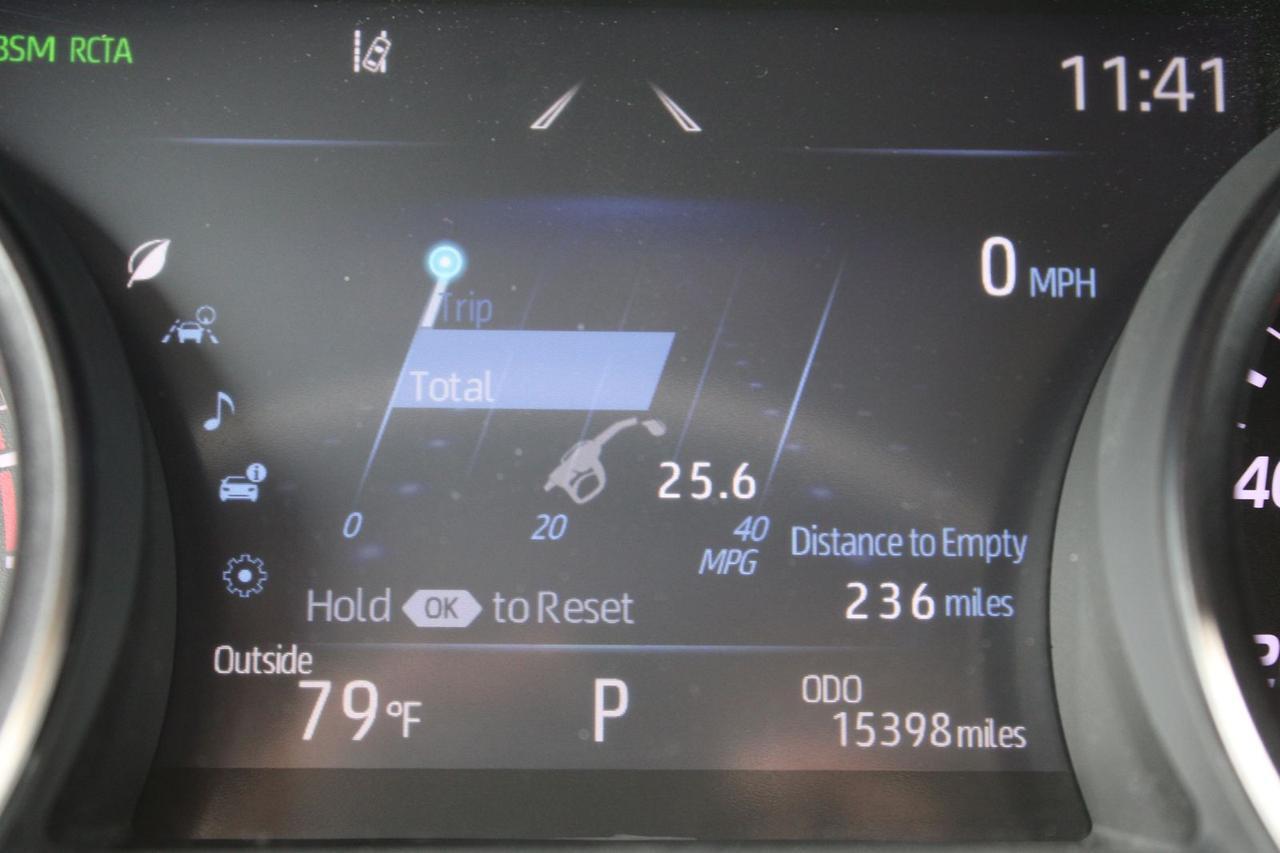 BSM RCTA
11:41
0 MPH
Trip
Total
25.6
0 20 40
MPG
Distance to Empty
236 miles
Hold OK to Reset
Outside
79°F
P
ODO
15398 miles